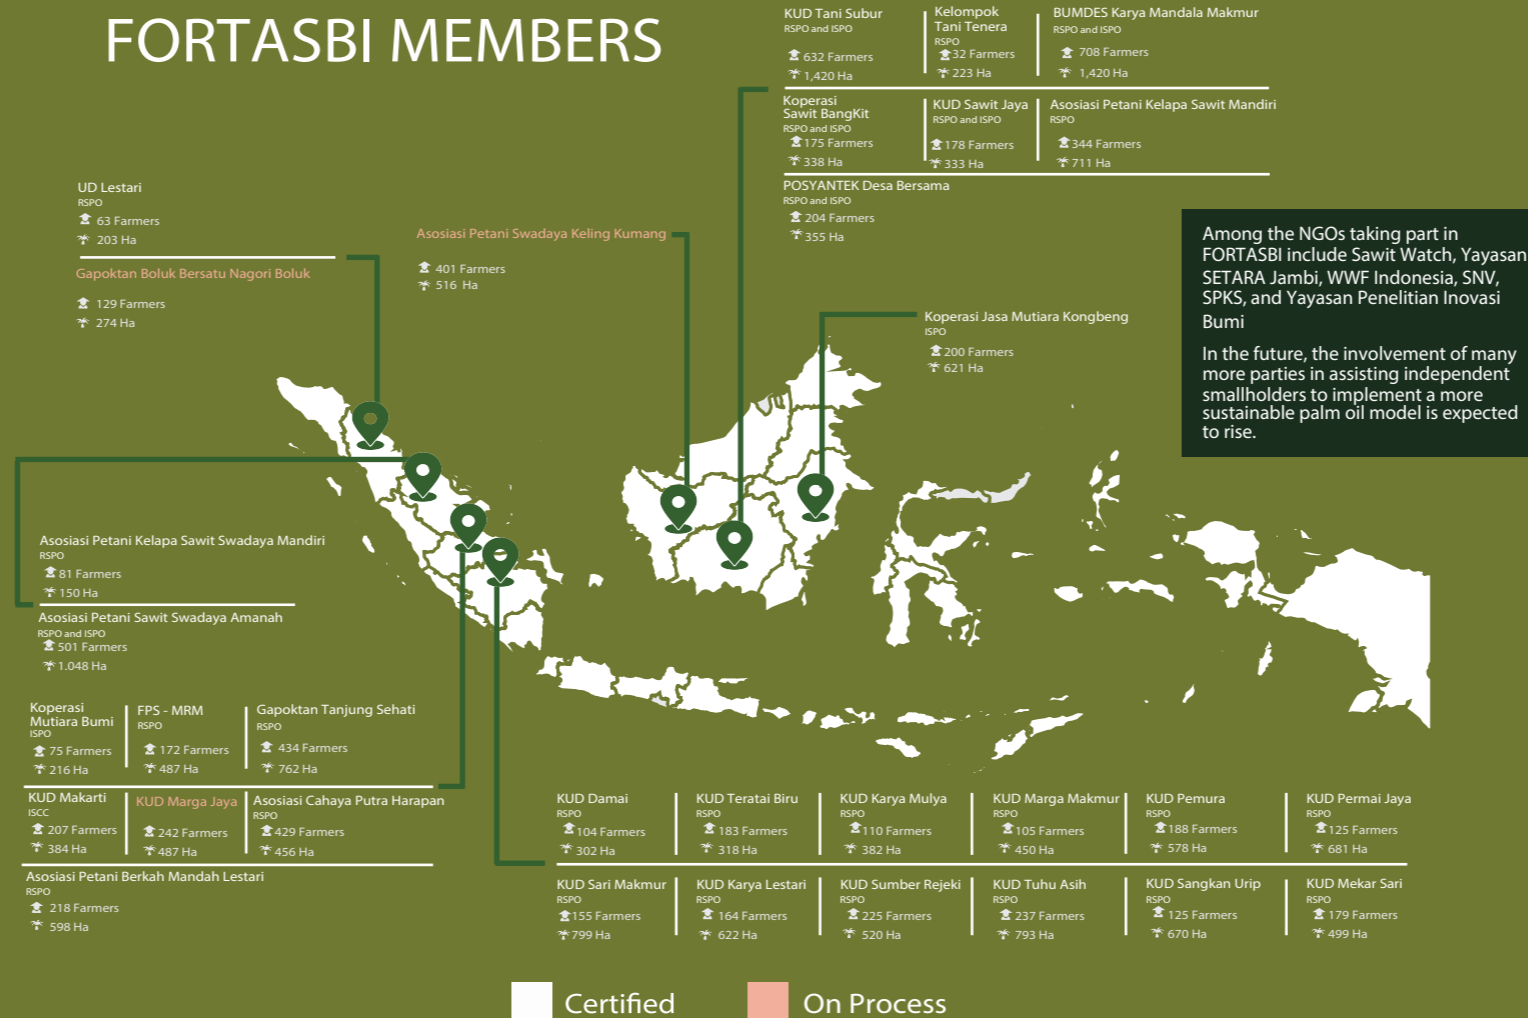 FORTASBI MEMBERS
KUD Tani Subur
RSPO and ISPO
632 Farmers
1,420 Ha
Kelompok
Tani Tenera
RSPO
32 Farmers
223 Ha
BUMDES Karya Mandala Makmur
RSPO and ISPO
708 Farmers
1,420 Ha
Koperasi
Sawit BangKit
RSPO and ISPO
175 Farmers
338 Ha
KUD Sawit Jaya
RSPO and ISPO
178 Farmers
333 Ha
Asosiasi Petani Kelapa Sawit Mandiri
RSPO
344 Farmers
711 Ha
POSYANTEK Desa Bersama
RSPO and ISPO
204 Farmers
355 Ha
UD Lestari
RSPO
63 Farmers
203 Ha
Gapoktan Boluk Bersatu Nagori Boluk
129 Farmers
274 Ha
Asosiasi Petani Swadaya Keling Kumang
401 Farmers
516 Ha
Koperasi Jasa Mutiara Kongbeng
ISPO
200 Farmers
621 Ha
Among the NGOs taking part in
FORTASBI include Sawit Watch, Yayasan
SETARA Jambi, WWF Indonesia, SNV,
SPKS, and Yayasan Penelitian Inovasi
Bumi
In the future, the involvement of many
more parties in assisting independent
smallholders to implement a more
sustainable palm oil model is expected
to rise.
Asosiasi Petani Kelapa Sawit Swadaya Mandiri
RSPO
81 Farmers
150 Ha
Asosiasi Petani Sawit Swadaya Amanah
RSPO and ISPO
501 Farmers
1.048 Ha
Koperasi
Mutiara Bumi
ISPO
75 Farmers
216 Ha
FPS - MRM
RSPO
172 Farmers
487 Ha
Gapoktan Tanjung Sehati
RSPO
434 Farmers
762 Ha
KUD Makarti
ISCC
207 Farmers
384 Ha
KUD Marga Jaya
242 Farmers
487 Ha
Asosiasi Cahaya Putra Harapan
RSPO
429 Farmers
456 Ha
Asosiasi Petani Berkah Mandah Lestari
RSPO
218 Farmers
598 Ha
KUD Damai
RSPO
104 Farmers
302 Ha
KUD Teratai Biru
RSPO
183 Farmers
318 Ha
KUD Karya Mulya
RSPO
110 Farmers
382 Ha
KUD Marga Makmur
RSPO
105 Farmers
450 Ha
KUD Pemura
RSPO
188 Farmers
578 Ha
KUD Permai Jaya
RSPO
125 Farmers
681 Ha
KUD Sari Makmur
RSPO
155 Farmers
799 Ha
KUD Karya Lestari
RSPO
164 Farmers
622 Ha
KUD Sumber Rejeki
RSPO
225 Farmers
520 Ha
KUD Tuhu Asih
RSPO
237 Farmers
793 Ha
KUD Sangkan Urip
RSPO
125 Farmers
670 Ha
KUD Mekar Sari
RSPO
179 Farmers
499 Ha
Certified
On Process